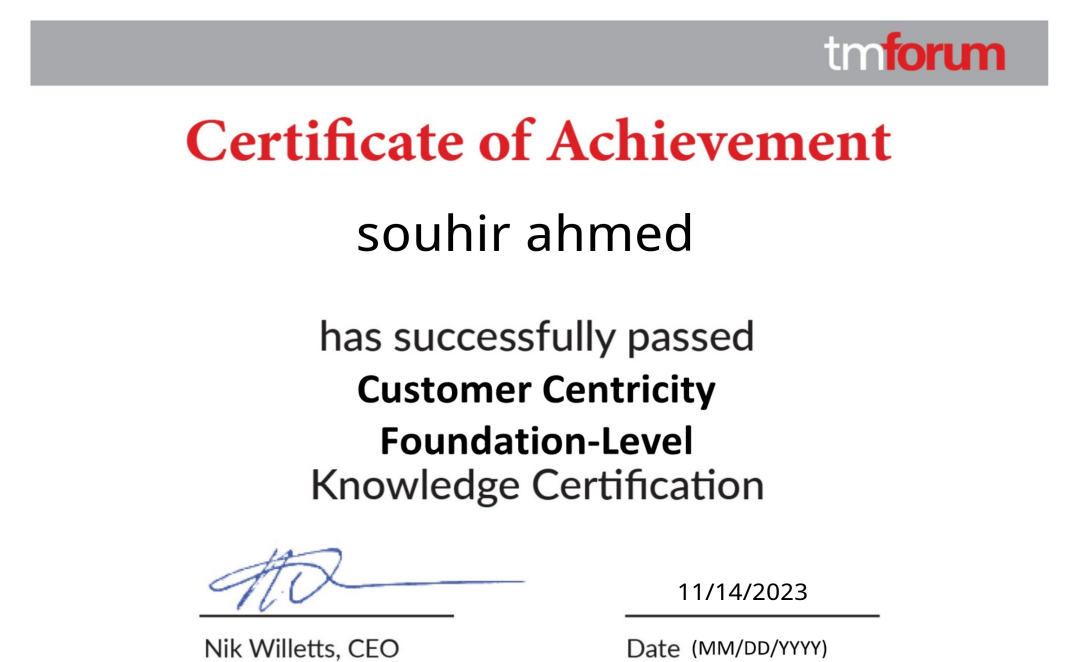 tmforum
Certificate of Achievement
souhir ahmed
has successfully passed
Customer Centricity
Foundation-Level
Knowledge Certification
11/14/2023
Nik Willetts, CEO
Date (MM/DD/YYYY)